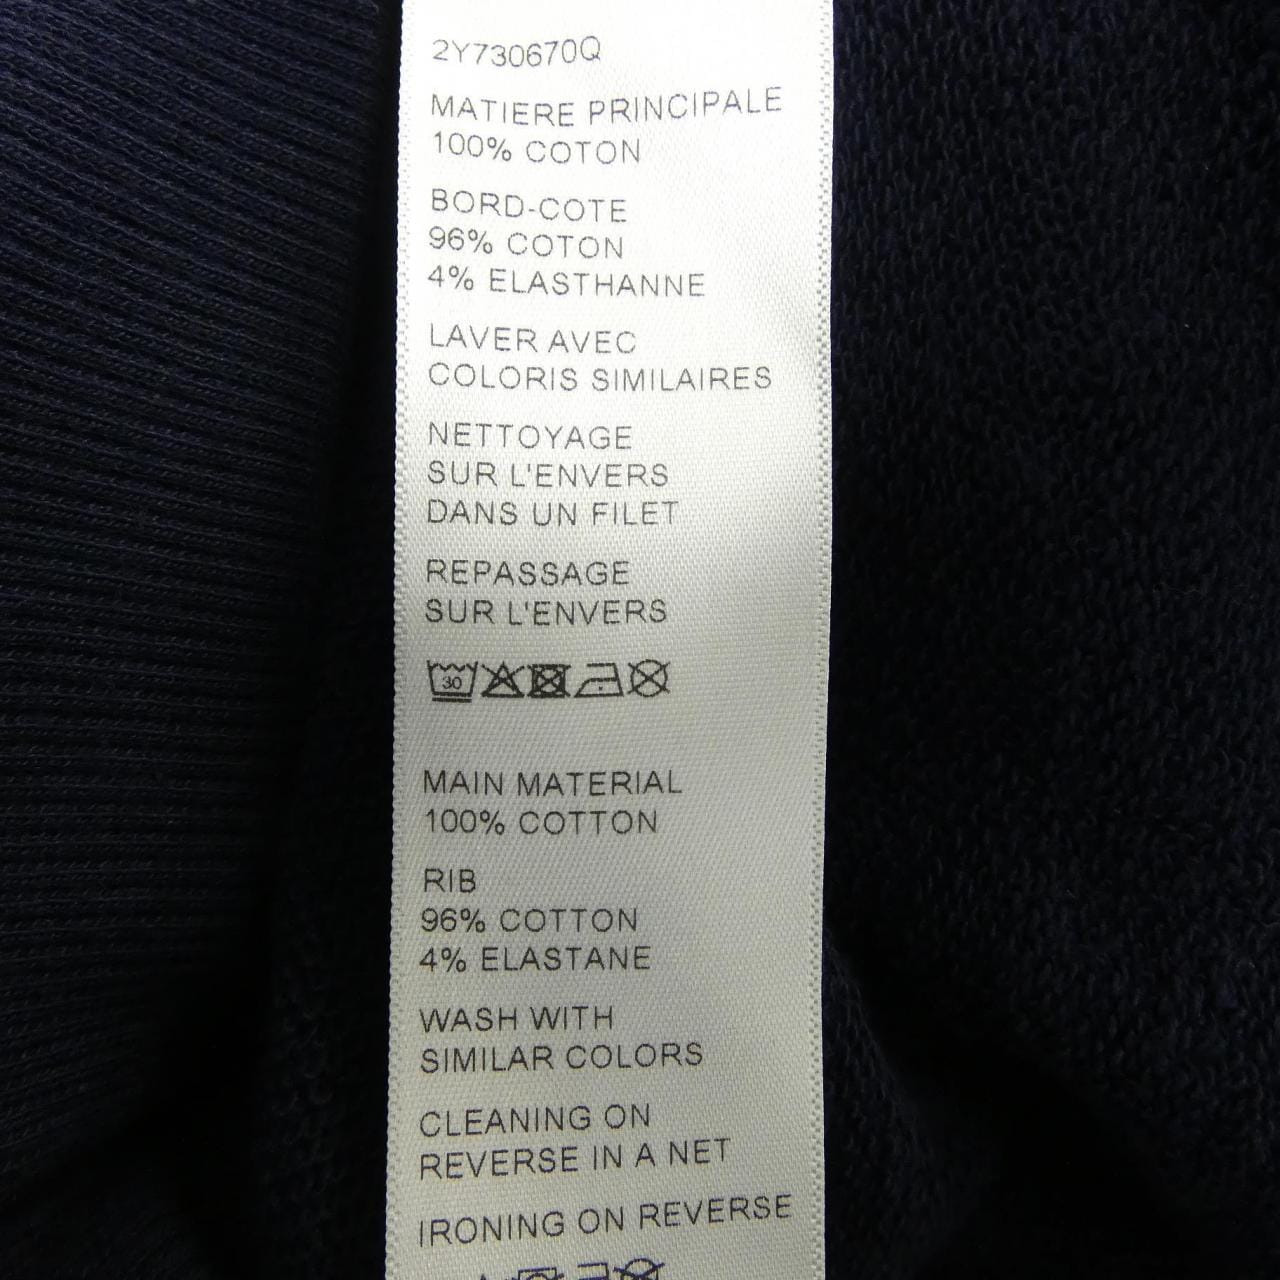 2Y730670Q
MATIERE PRINCIPALE
100% COTON
BORD-COTE
96% COTON
4% ELASTHANNE
LAVER AVEC
COLORIS SIMILAIRES
NETTOYAGE
SUR L'ENVERS
DANS UN FILET
REPASSAGE
SUR L'ENVERS
30
MAIN MATERIAL
100% COTTON
RIB
96% COTTON
4% ELASTANE
WASH WITH
SIMILAR COLORS
CLEANING ON
REVERSE IN A NET
IRONING ON REVERSE